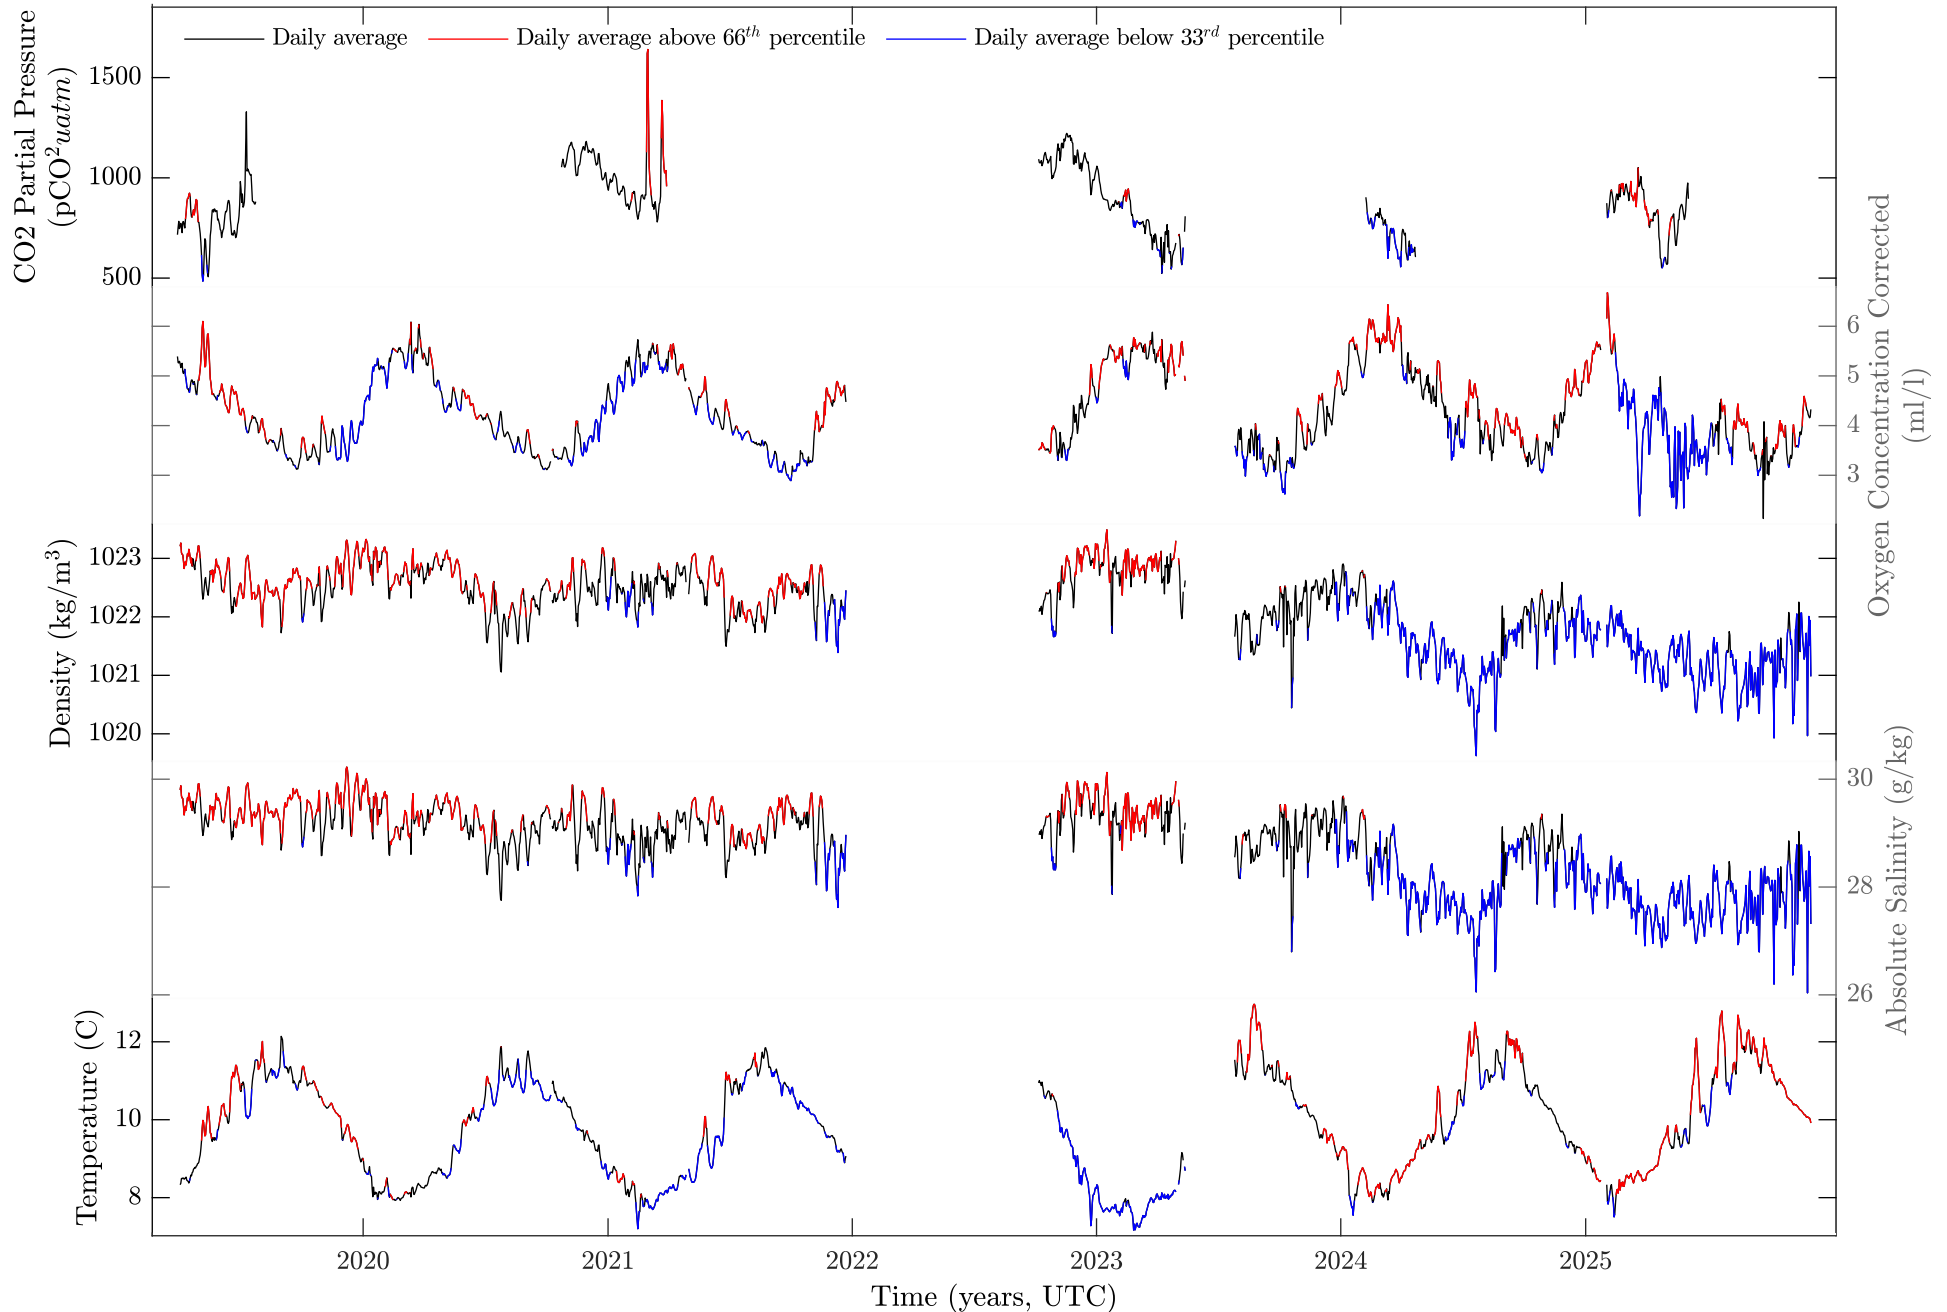 Daily average
Daily average above 66th percentile
Daily average below 33rd percentile
CO2 Partial Pressure
(pCO2uatm)
1500
1000
500
Oxygen Concentration Corrected
(ml/l)
6
5
4
3
Density (kg/m3)
1023
1022
1021
1020
Absolute Salinity (g/kg)
30
28
26
Temperature (C)
12
10
8
2020
2021
2022
2023
2024
2025
Time (years, UTC)